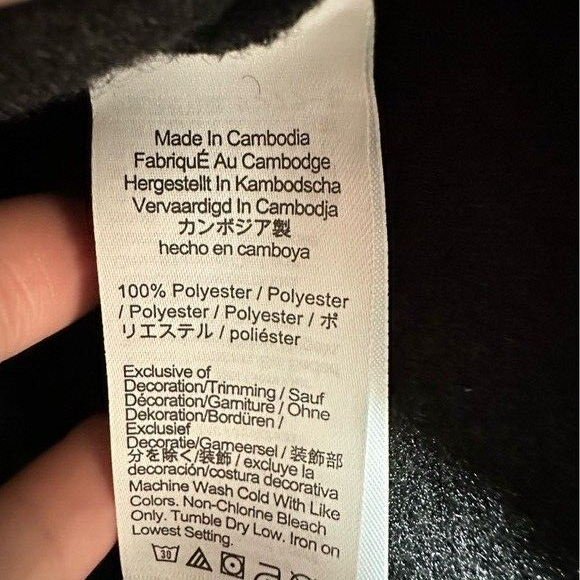 Made In Cambodia
FabriquÉ Au Cambodge
Hergestellt In Kambodscha
Vervaardigd In Cambodja
カンボジア製
hecho en camboya
100% Polyester / Polyester
/ Polyester / Polyester / ポ
リエステル / poliéster
Exclusive of
Decoration/Trimming / Sauf
Décoration/Garniture / Ohne
Dekoration/Bordüren /
Exclusief
Decoratie/Gameersel / 装飾部
分を除く/装飾 / excluye la
decoración/costura decorativa
Machine Wash Cold With Like
Colors. Non-Chlorine Bleach
Only. Tumble Dry Low. Iron on
Lowest Setting.
30